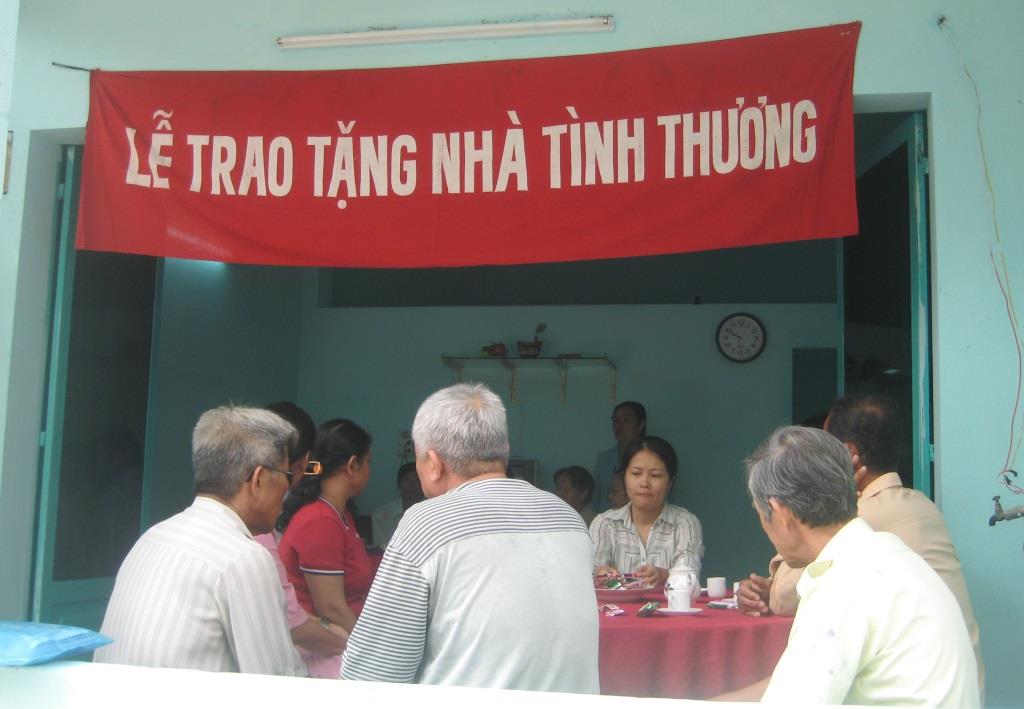 LỄ TRAO TẶNG NHÀ TÌNH THƯƠNG